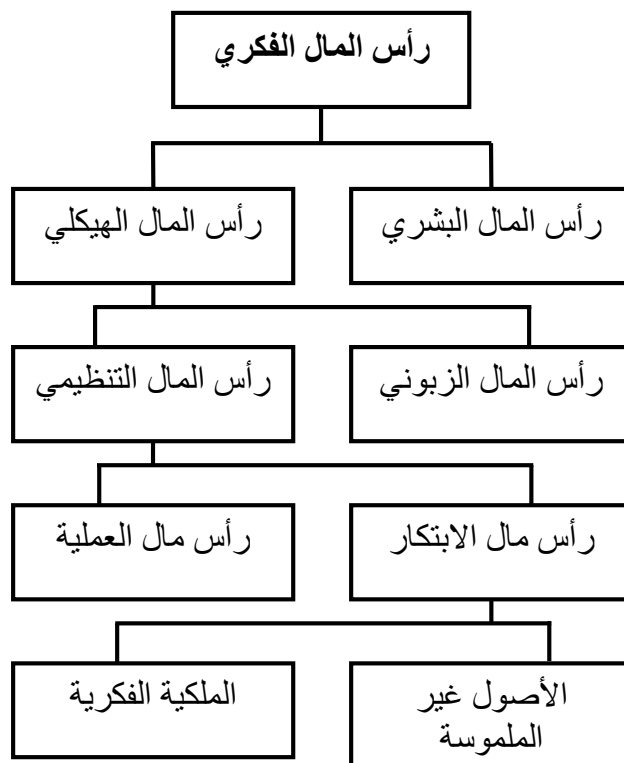 رأس المال الفكري
رأس المال البشري
رأس المال الهيكلي
رأس المال الزبوني
رأس المال التنظيمي
رأس مال الابتكار
رأس مال العملية
الأصول غير
الملموسة
الملكية الفكرية